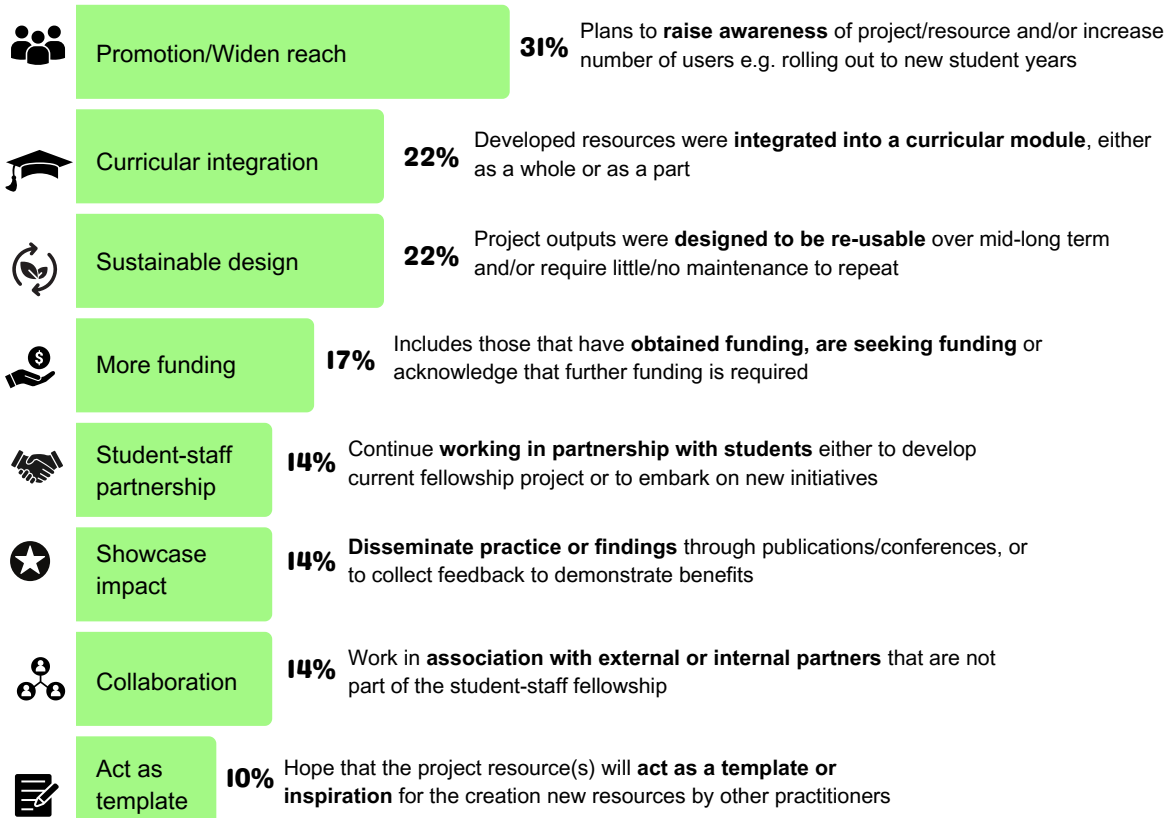 Promotion/Widen reach
31%
Plans to raise awareness of project/resource and/or increase
number of users e.g. rolling out to new student years
Curricular integration
22%
Developed resources were integrated into a curricular module, either
as a whole or as a part
Sustainable design
22%
Project outputs were designed to be re-usable over mid-long term
and/or require little/no maintenance to repeat
More funding
17%
Includes those that have obtained funding, are seeking funding or
acknowledge that further funding is required
Student-staff
partnership
14%
Continue working in partnership with students either to develop
current fellowship project or to embark on new initiatives
Showcase
impact
14%
Disseminate practice or findings through publications/conferences, or
to collect feedback to demonstrate benefits
Collaboration
14%
Work in association with external or internal partners that are not
part of the student-staff fellowship
Act as
template
10%
Hope that the project resource(s) will act as a template or
inspiration for the creation new resources by other practitioners